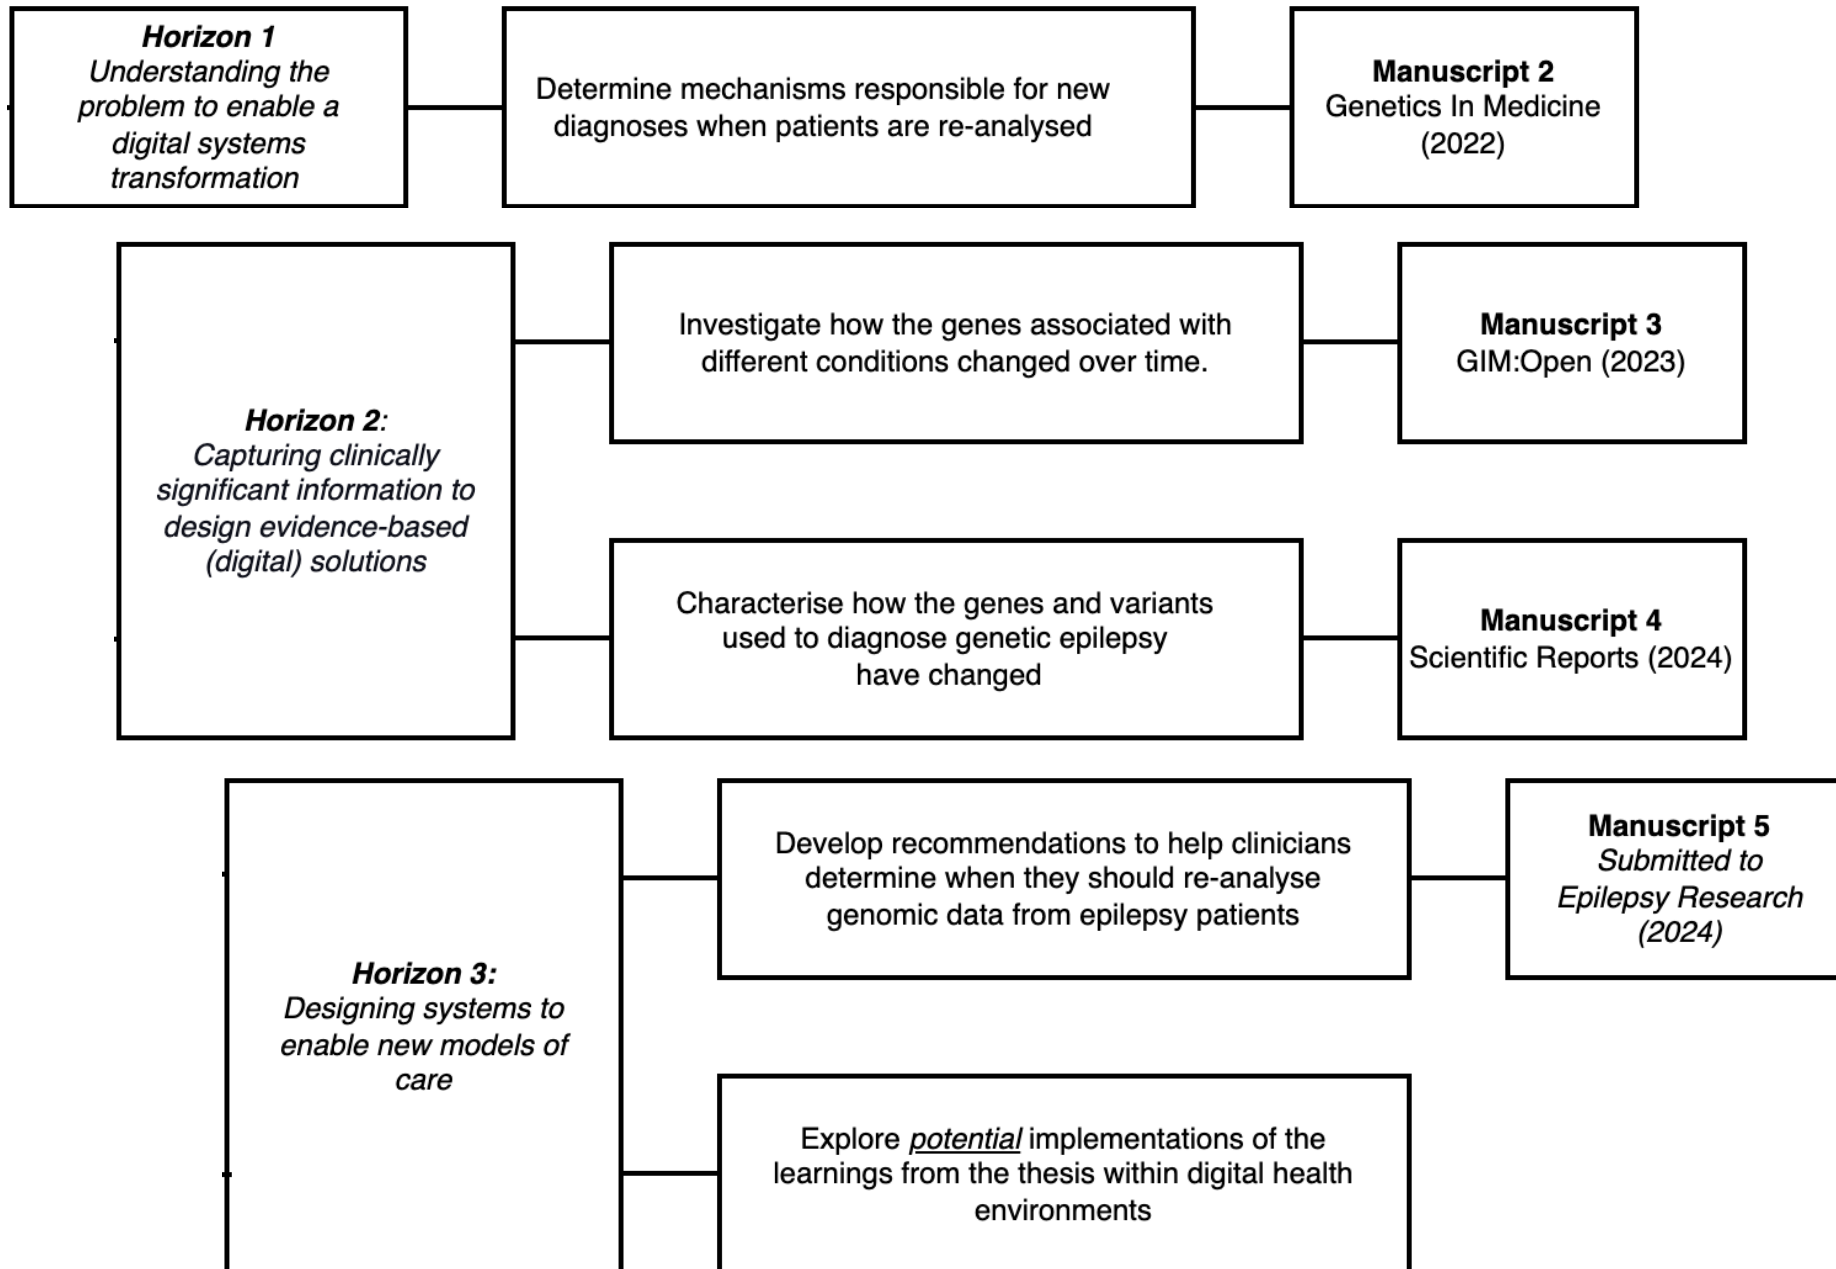 Horizon 1
Understanding the
problem to enable a
digital systems
transformation
Determine mechanisms responsible for new
diagnoses when patients are re-analysed
Manuscript 2
Genetics In Medicine
(2022)
Horizon 2:
Capturing clinically
significant information to
design evidence-based
(digital) solutions
Investigate how the genes associated with
different conditions changed over time.
Manuscript 3
GIM:Open (2023)
Characterise how the genes and variants
used to diagnose genetic epilepsy
have changed
Manuscript 4
Scientific Reports (2024)
Horizon 3:
Designing systems to
enable new models of
care
Develop recommendations to help clinicians
determine when they should re-analyse
genomic data from epilepsy patients
Manuscript 5
Submitted to
Epilepsy Research
(2024)
Explore potential implementations of the
learnings from the thesis within digital health
environments